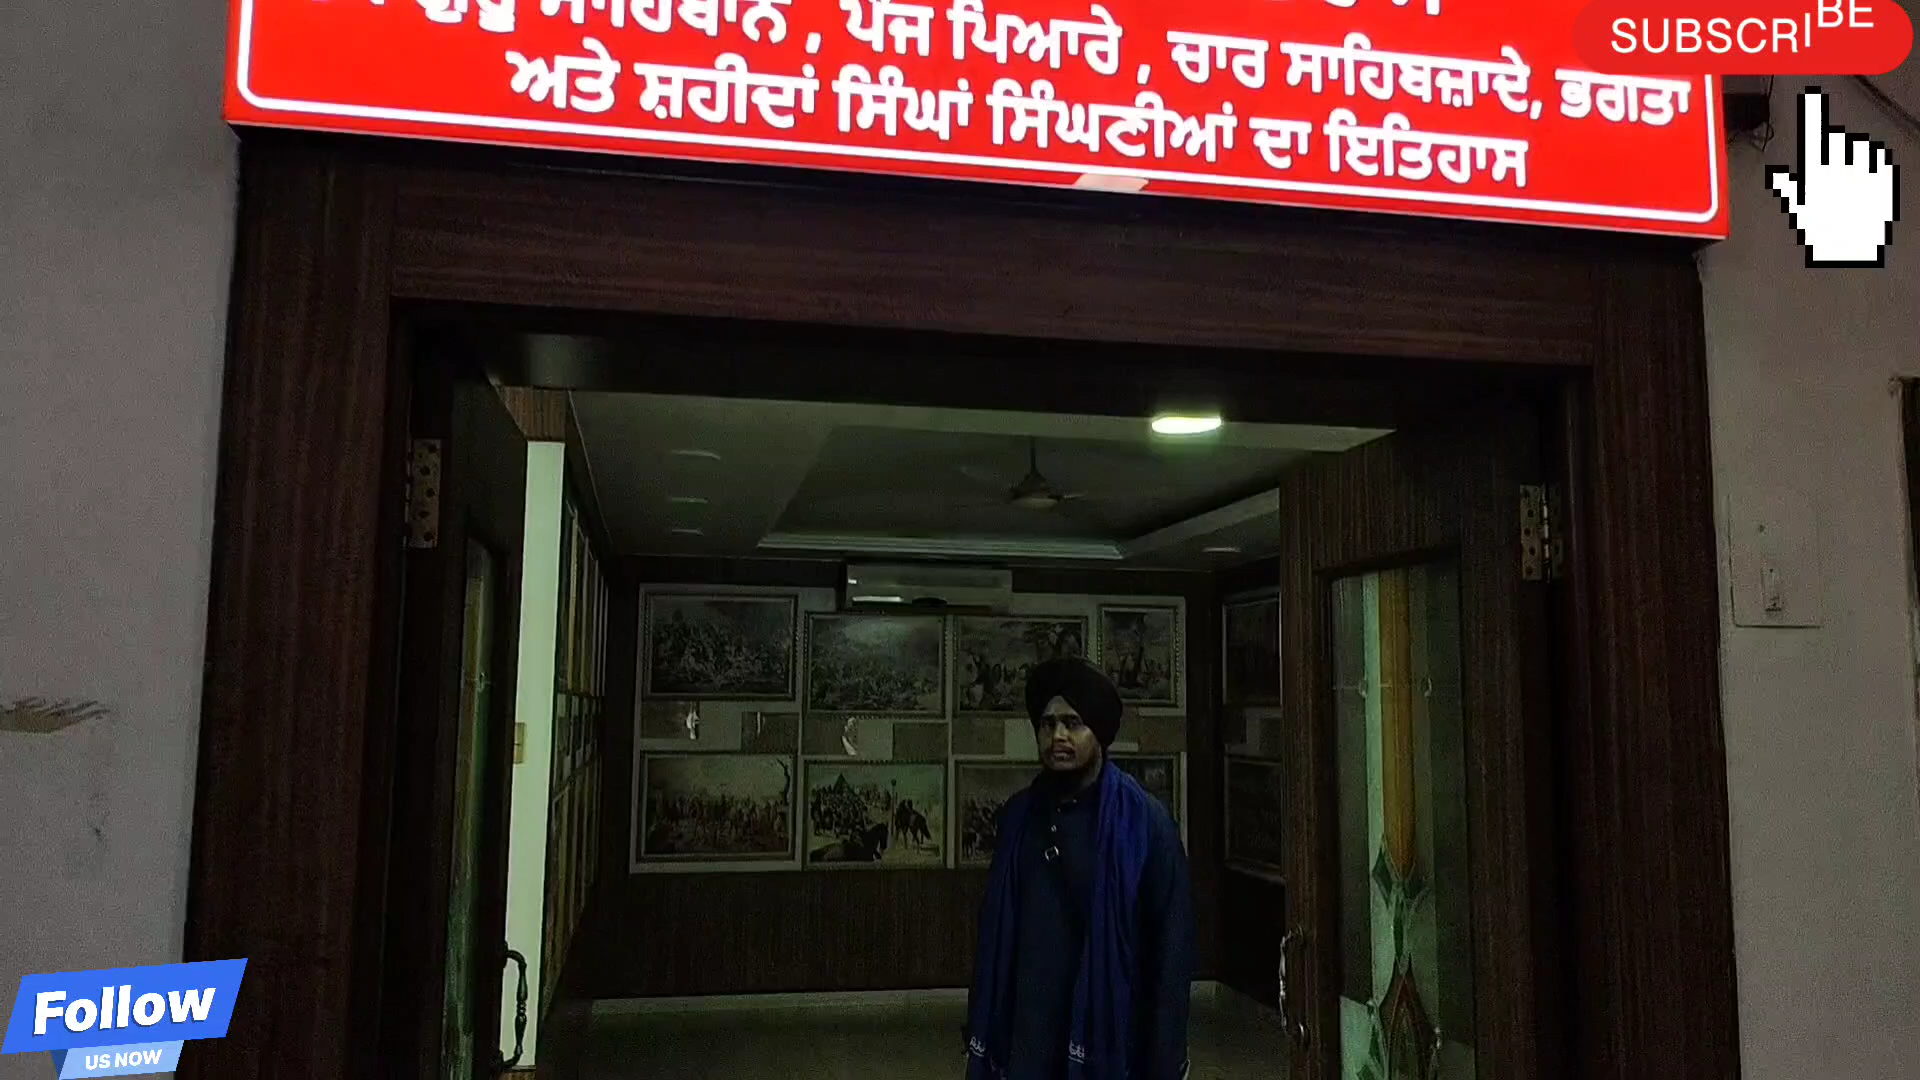 ਗੁਰੂ ਸਾਹਿਬਾਨ , ਪੰਜ ਪਿਆਰੇ , ਚਾਰ ਸਾਹਿਬਜ਼ਾਦੇ, ਭਗਤਾ
ਅਤੇ ਸ਼ਹੀਦਾਂ ਸਿੰਘਾਂ ਸਿੰਘਣੀਆਂ ਦਾ ਇਤਿਹਾਸ
SUBSCRIBE
Follow
US NOW